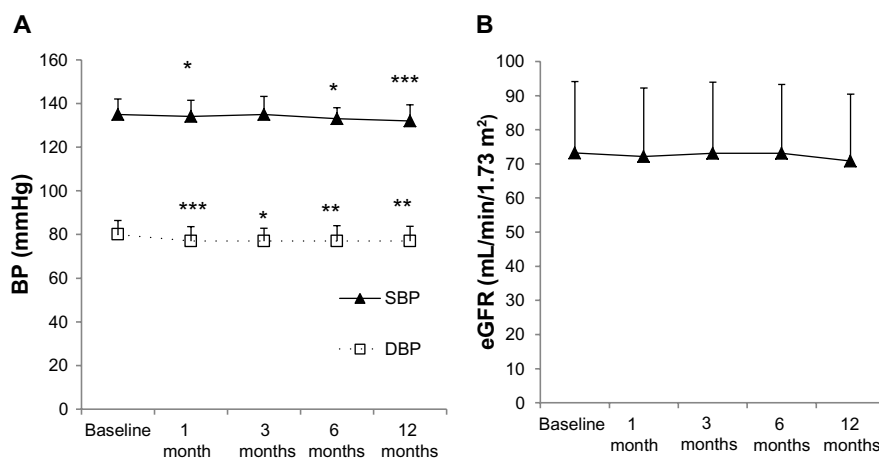 A
BP (mmHg)
160
140
120
100
80
60
40
20
0
*
*
***
***
*
**
**
SBP
DBP
Baseline
1
month
3
months
6
months
12
months
B
eGFR (mL/min/1.73 m²)
100
90
80
70
60
50
40
30
20
10
0
Baseline
1
month
3
months
6
months
12
months